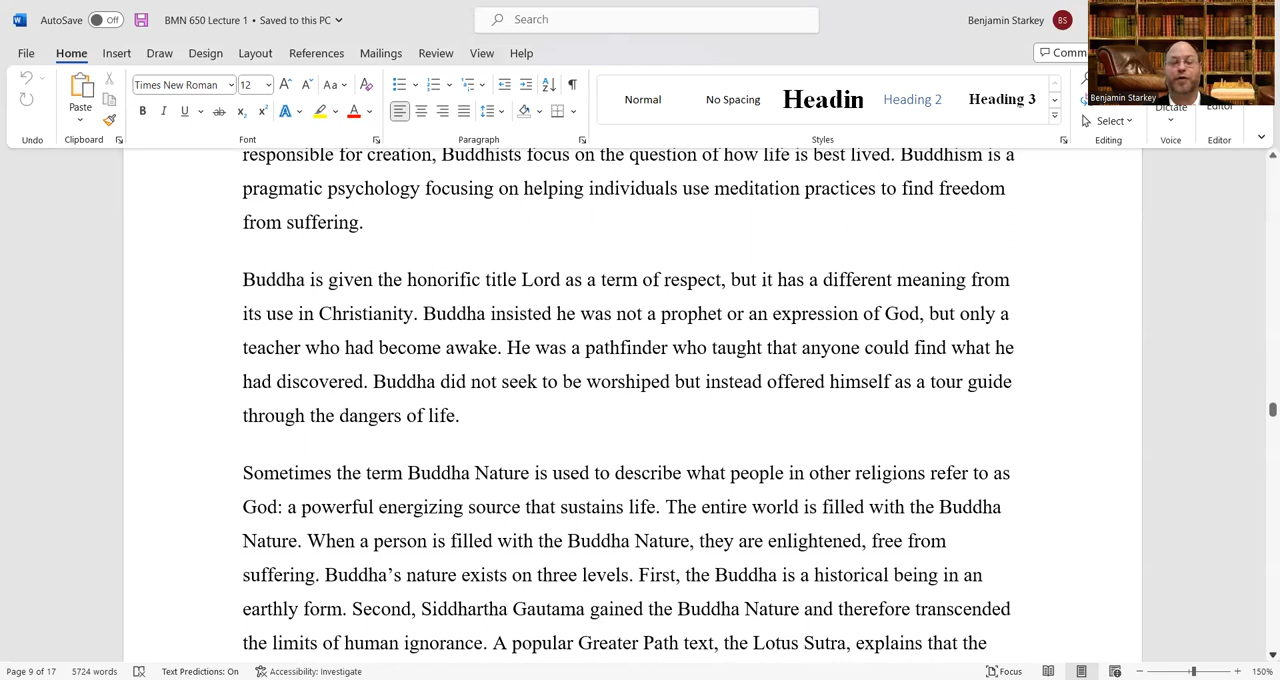 AutoSave Off BMN 650 Lecture 1 • Saved to this PC Search Benjamin Starkey BS
File Home Insert Draw Design Layout References Mailings Review View Help Comm
Times New Roman 12 Aa
Paste
B I U ab x₂ x² A A
Normal No Spacing Headin Heading 2 Heading 3
Benjamin Starkey
Dictate Editor
Select
Undo Clipboard Font Paragraph Styles Editing Voice Editor
responsible for creation, Buddhists focus on the question of how life is best lived. Buddhism is a
pragmatic psychology focusing on helping individuals use meditation practices to find freedom
from suffering.
Buddha is given the honorific title Lord as a term of respect, but it has a different meaning from
its use in Christianity. Buddha insisted he was not a prophet or an expression of God, but only a
teacher who had become awake. He was a pathfinder who taught that anyone could find what he
had discovered. Buddha did not seek to be worshiped but instead offered himself as a tour guide
through the dangers of life.
Sometimes the term Buddha Nature is used to describe what people in other religions refer to as
God: a powerful energizing source that sustains life. The entire world is filled with the Buddha
Nature. When a person is filled with the Buddha Nature, they are enlightened, free from
suffering. Buddha’s nature exists on three levels. First, the Buddha is a historical being in an
earthly form. Second, Siddhartha Gautama gained the Buddha Nature and therefore transcended
the limits of human ignorance. A popular Greater Path text, the Lotus Sutra, explains that the
Page 9 of 17 5724 words Text Predictions: On Accessibility: Investigate Focus 150%